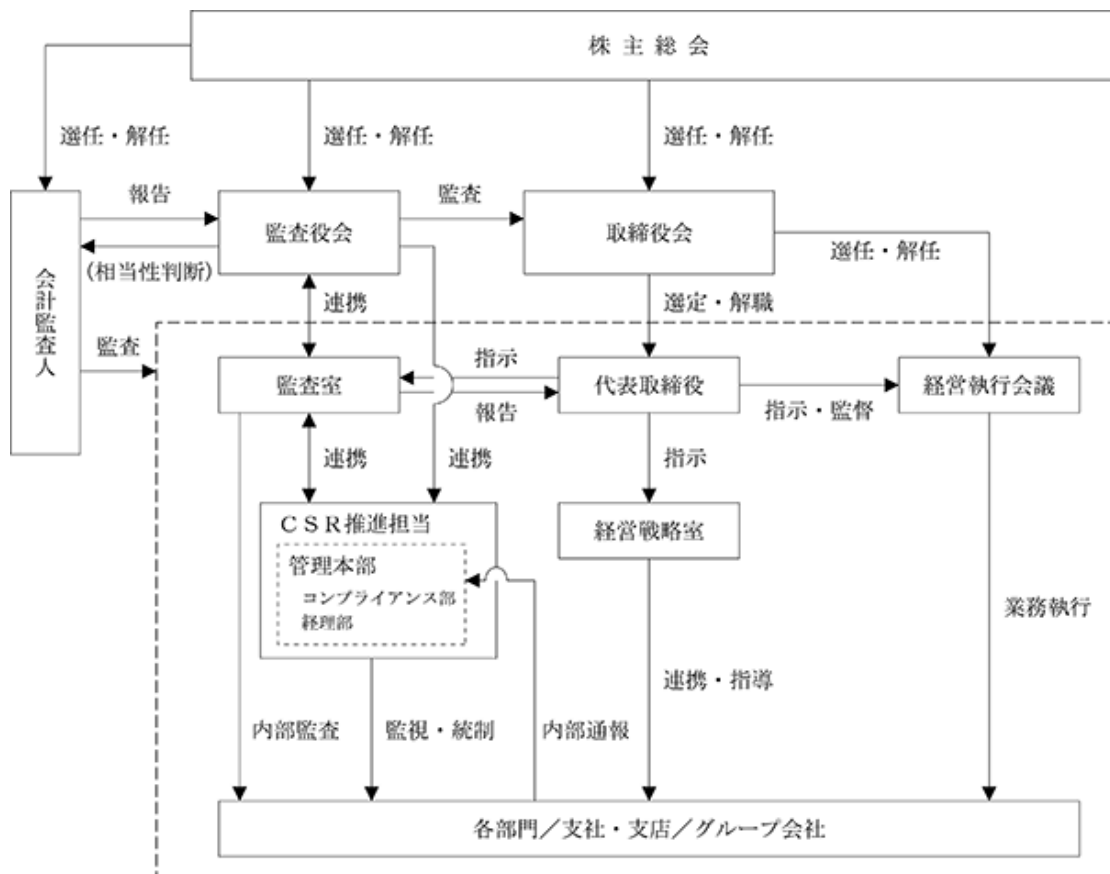 株主総会
選任・解任
選任・解任
選任・解任
報告
監査
監査役会
取締役会
選任・解任
(相当性判断)
会計監査人
連携
選定・解職
監査
指示
監査室
代表取締役
経営執行会議
報告
指示・監督
連携
連携
指示
CSR推進担当
経営戦略室
管理本部
コンプライアンス部
経理部
業務執行
連携・指導
内部監査
監視・統制
内部通報
各部門／支社・支店／グループ会社